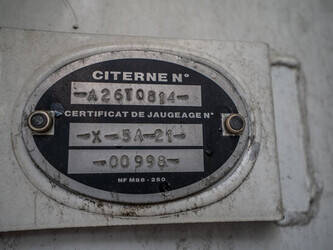 CITERNE N°
-A26T0814-
CERTIFICAT DE JAUGEAGE N°
-X-5A-21-
-00998-
NF M88-250